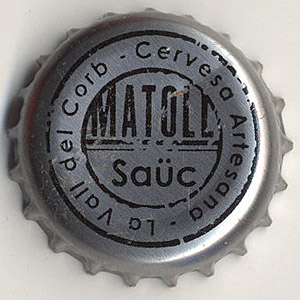 La Vall del Corb - Cervesa Artesana -
MATOLL
Saüc